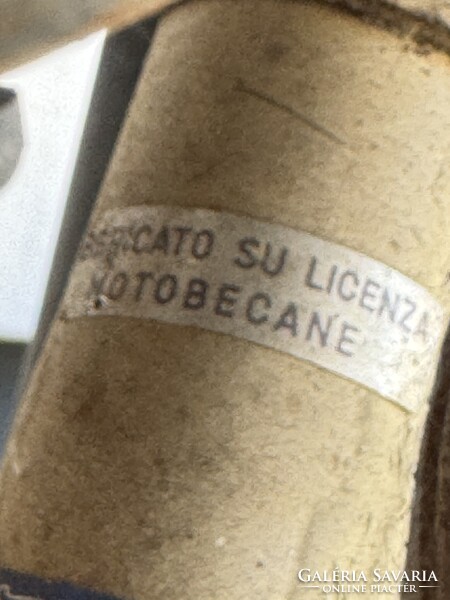 SU LICENZA
MOTOBECANE
GALÉRIA SAVARIA
ONLINE PIACTÉR